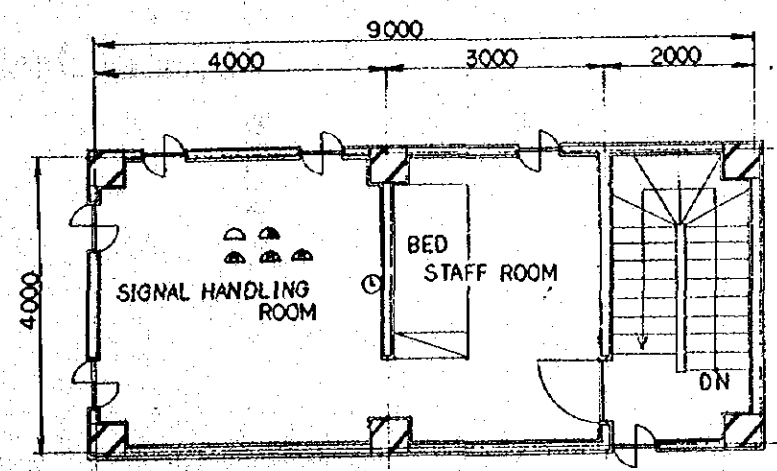 9000
4000
3000
2000
4000
BED
STAFF ROOM
SIGNAL HANDLING
ROOM
DN